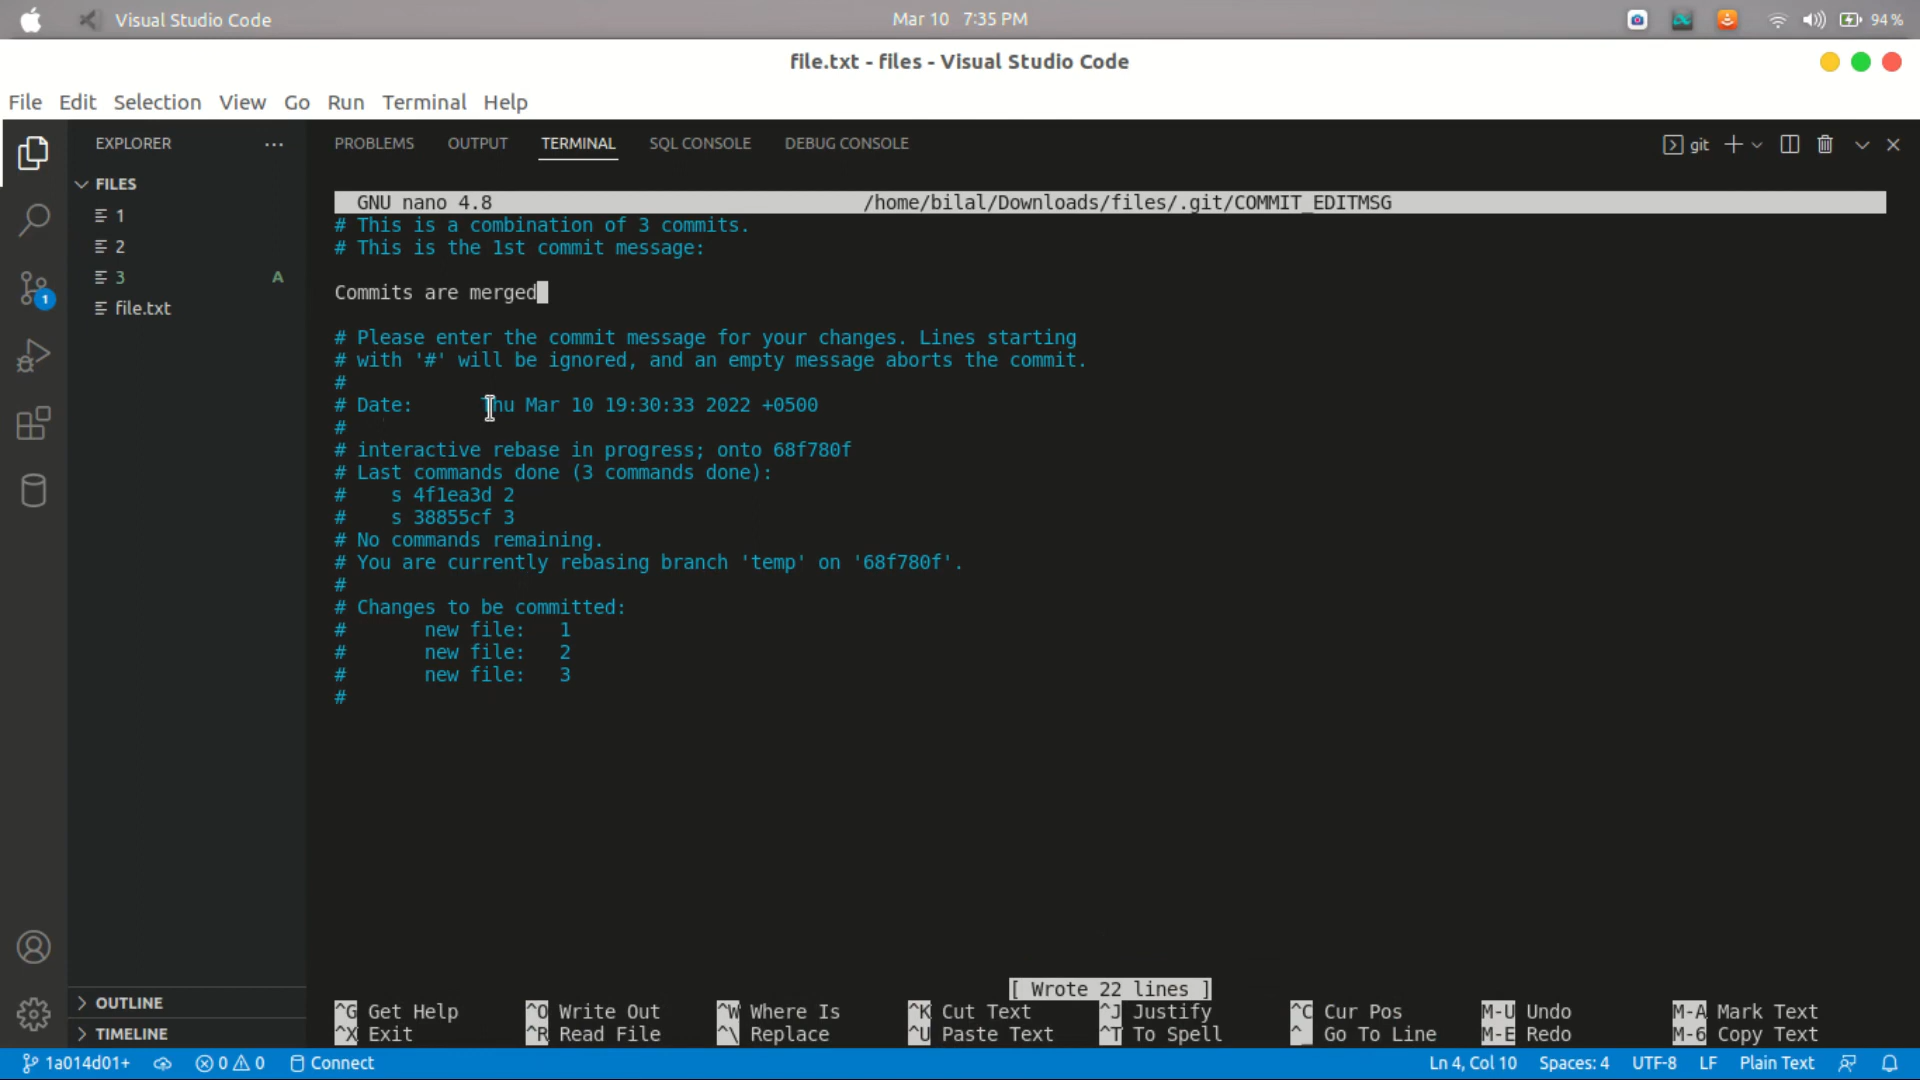 Visual Studio Code
Mar 10 7:35 PM
94 %
file.txt - files - Visual Studio Code
File Edit Selection View Go Run Terminal Help
EXPLORER
PROBLEMS OUTPUT TERMINAL SQL CONSOLE DEBUG CONSOLE
git
FILES
1
2
3 A
file.txt
1
GNU nano 4.8 /home/bilal/Downloads/files/.git/COMMIT_EDITMSG
# This is a combination of 3 commits.
# This is the 1st commit message:
Commits are merged
# Please enter the commit message for your changes. Lines starting
# with '#' will be ignored, and an empty message aborts the commit.
#
# Date: Thu Mar 10 19:30:33 2022 +0500
#
# interactive rebase in progress; onto 68f780f
# Last commands done (3 commands done):
# s 4f1ea3d 2
# s 38855cf 3
# No commands remaining.
# You are currently rebasing branch 'temp' on '68f780f'.
#
# Changes to be committed:
# new file: 1
# new file: 2
# new file: 3
#
[ Wrote 22 lines ]
^G Get Help ^O Write Out ^W Where Is ^K Cut Text ^J Justify ^C Cur Pos M-U Undo M-A Mark Text
^X Exit ^R Read File ^\ Replace ^U Paste Text ^T To Spell ^_ Go To Line M-E Redo M-6 Copy Text
OUTLINE
TIMELINE
1a014d01+ 0 0 Connect Ln 4, Col 10 Spaces: 4 UTF-8 LF Plain Text